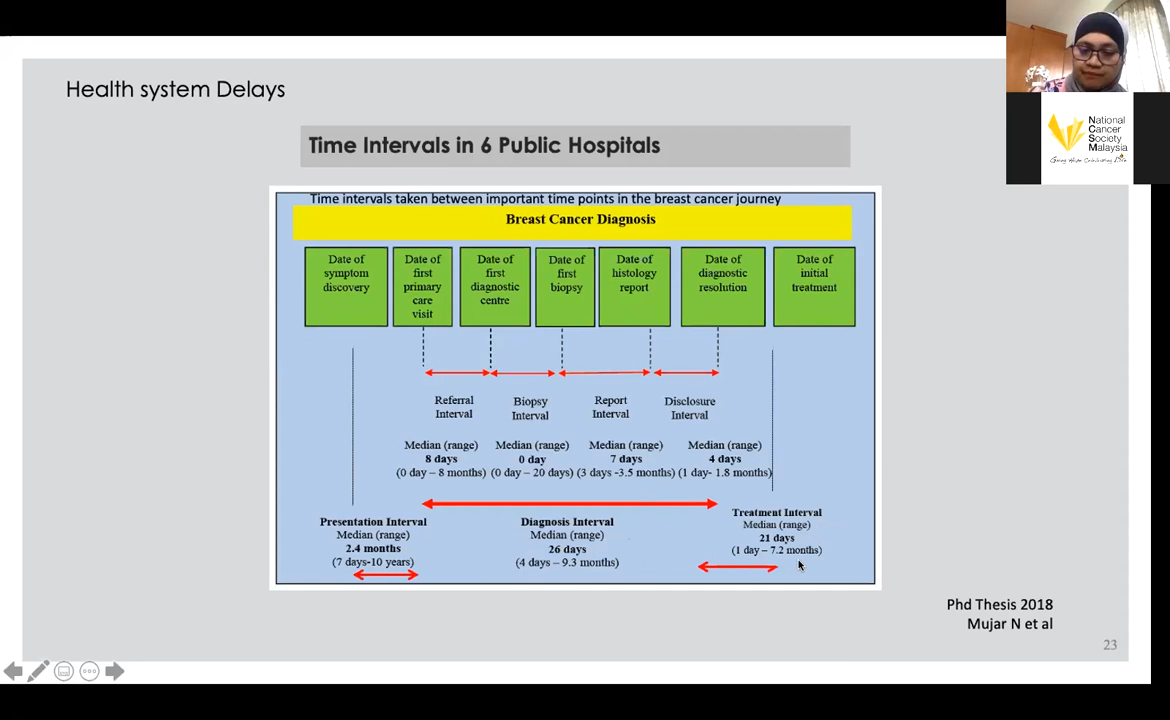 Health system Delays
National
Cancer
Society
Malaysia
Time Intervals in 6 Public Hospitals
Time intervals taken between important time points in the breast cancer journey
Breast Cancer Diagnosis
Date of
symptom
discovery
Date of
first
primary
care
visit
Date of
first
diagnostic
centre
Date of
first
biopsy
Date of
histology
report
Date of
diagnostic
resolution
Date of
initial
treatment
Referral
Interval
Biopsy
Interval
Report
Interval
Disclosure
Interval
Median (range)
8 days
(0 day – 8 months)
Median (range)
0 day
(0 day – 20 days)
Median (range)
7 days
(3 days -3.5 months)
Median (range)
4 days
(1 day- 1.8 months)
Presentation Interval
Median (range)
2.4 months
(7 days-10 years)
Diagnosis Interval
Median (range)
26 days
(4 days – 9.3 months)
Treatment Interval
Median (range)
21 days
(1 day – 7.2 months)
Phd Thesis 2018
Mujar N et al
23